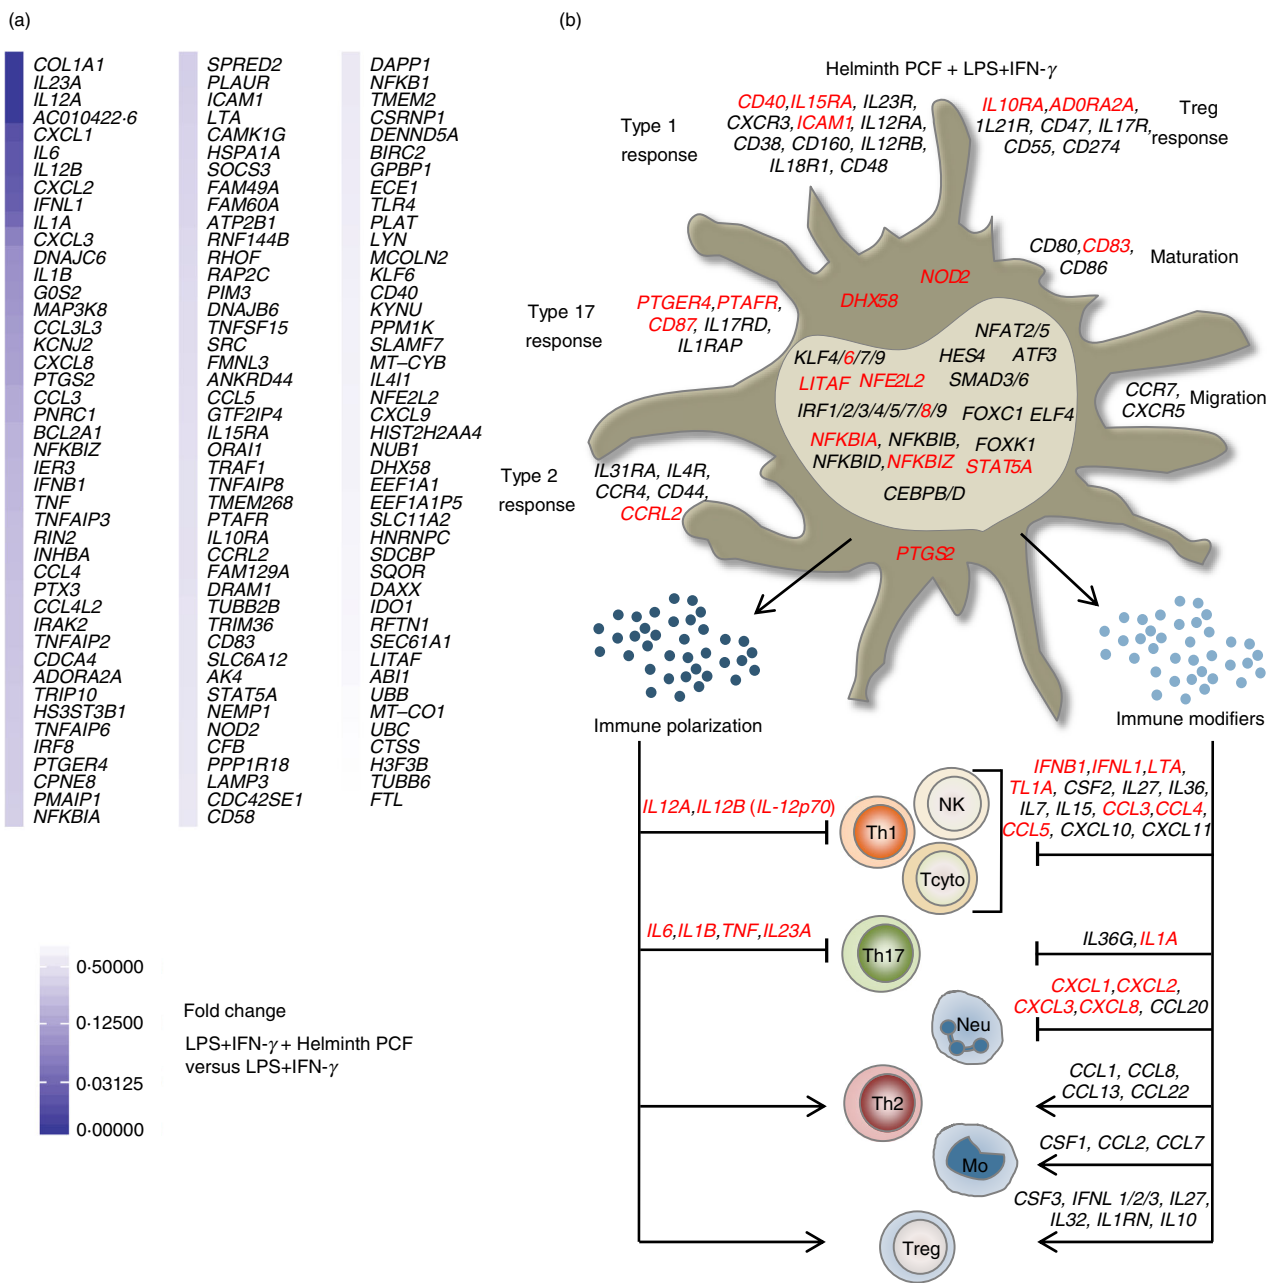 (a)
COL1A1
IL23A
IL12A
AC010422·6
CXCL1
IL6
IL12B
CXCL2
IFNL1
IL1A
CXCL3
DNAJC6
IL1B
G0S2
MAP3K8
CCL3L3
KCNJ2
CXCL8
PTGS2
CCL3
PNRC1
BCL2A1
NFKBIZ
IER3
IFNB1
TNF
TNFAIP3
RIN2
INHBA
CCL4
PTX3
CCL4L2
IRAK2
TNFAIP2
CDCA4
ADORA2A
TRIP10
HS3ST3B1
TNFAIP6
IRF8
PTGER4
CPNE8
PMAIP1
NFKBIA
SPRED2
PLAUR
ICAM1
LTA
CAMK1G
HSPA1A
SOCS3
FAM49A
FAM60A
ATP2B1
RNF144B
RHOF
RAP2C
PIM3
DNAJB6
TNFSF15
SRC
FMNL3
ANKRD44
CCL5
GTF2IP4
IL15RA
ORAI1
TRAF1
TNFAIP8
TMEM268
PTAFR
IL10RA
CCRL2
FAM129A
DRAM1
TUBB2B
TRIM36
CD83
SLC6A12
AK4
STAT5A
NEMP1
NOD2
CFB
PPP1R18
LAMP3
CDC42SE1
CD58
DAPP1
NFKB1
TMEM2
CSRNP1
DENND5A
BIRC2
GPBP1
ECE1
TLR4
PLAT
LYN
MCOLN2
KLF6
CD40
KYNU
PPM1K
SLAMF7
MT–CYB
IL4I1
NFE2L2
CXCL9
HIST2H2AA4
NUB1
DHX58
EEF1A1
EEF1A1P5
SLC11A2
HNRNPC
SDCBP
SQOR
DAXX
IDO1
RFTN1
SEC61A1
LITAF
ABI1
UBB
MT–CO1
UBC
CTSS
H3F3B
TUBB6
FTL
0·50000
0·12500
0·03125
0·00000
Fold change
LPS+IFN-γ + Helminth PCF
versus LPS+IFN-γ
(b)
Helminth PCF + LPS+IFN-γ
Type 1
response
CD40,IL15RA, IL23R,
CXCR3,ICAM1, IL12RA,
CD38, CD160, IL12RB,
IL18R1, CD48
IL10RA,AD0RA2A,
1L21R, CD47, IL17R,
CD55, CD274
Treg
response
CD80,CD83,
CD86
Maturation
Type 17
response
PTGER4,PTAFR,
CD87, IL17RD,
IL1RAP
NOD2
DHX58
NFAT2/5
KLF4/6/7/9
HES4
ATF3
LITAF NFE2L2
SMAD3/6
IRF1/2/3/4/5/7/8/9
FOXC1 ELF4
NFKBIA, NFKBIB,
FOXK1
NFKBID,NFKBIZ
STAT5A
CEBPB/D
PTGS2
CCR7,
CXCR5
Migration
Type 2
response
IL31RA, IL4R,
CCR4, CD44,
CCRL2
Immune polarization
Immune modifiers
IL12A,IL12B (IL-12p70)
Th1
NK
Tcyto
IFNB1,IFNL1,LTA,
TL1A, CSF2, IL27, IL36,
IL7, IL15, CCL3,CCL4,
CCL5, CXCL10, CXCL11
IL6,IL1B,TNF,IL23A
Th17
IL36G,IL1A
CXCL1,CXCL2,
CXCL3,CXCL8, CCL20
Neu
Th2
CCL1, CCL8,
CCL13, CCL22
Mo
CSF1, CCL2, CCL7
CSF3, IFNL 1/2/3, IL27,
IL32, IL1RN, IL10
Treg